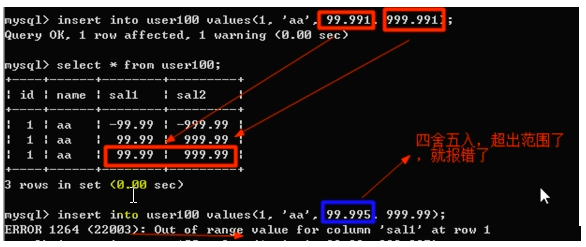 mysql> insert into user100 values(1, 'aa', 99.991, 999.991);
Query OK, 1 row affected, 1 warning (0.00 sec)
mysql> select * from user100;
+------+------+--------+---------+
| id | name | sal1 | sal2 |
+------+------+--------+---------+
| 1 | aa | -99.99 | -999.99 |
| 1 | aa | 99.99 | 999.99 |
| 1 | aa | 99.99 | 999.99 |
+------+------+--------+---------+
3 rows in set (0.00 sec)
四舍五入，超出范围了
，就报错了
mysql> insert into user100 values(1, 'aa', 99.995, 999.99);
ERROR 1264 (22003): Out of range value for column 'sal1' at row 1